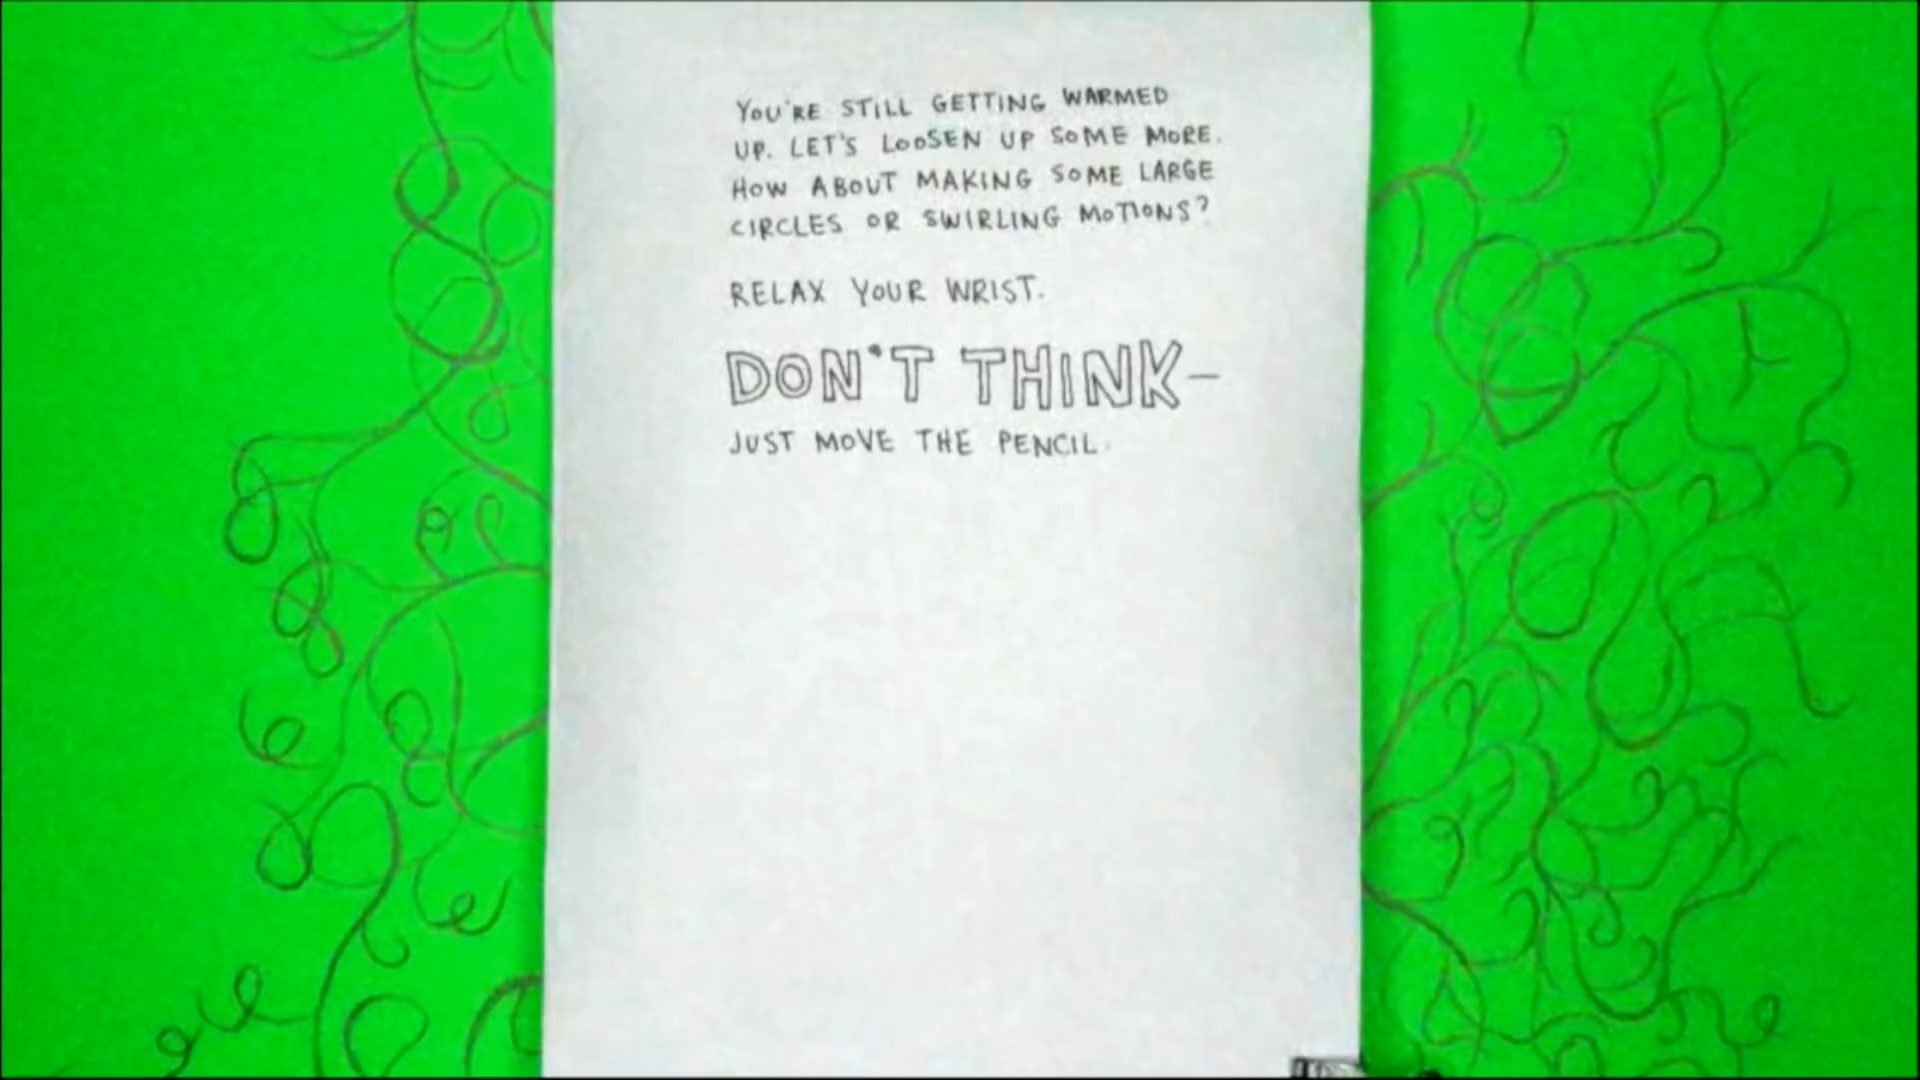 YOU'RE STILL GETTING WARMED
UP. LET'S LOOSEN UP SOME MORE.
HOW ABOUT MAKING SOME LARGE
CIRCLES OR SWIRLING MOTIONS?
RELAX YOUR WRIST.
DON'T THINK-
JUST MOVE THE PENCIL.